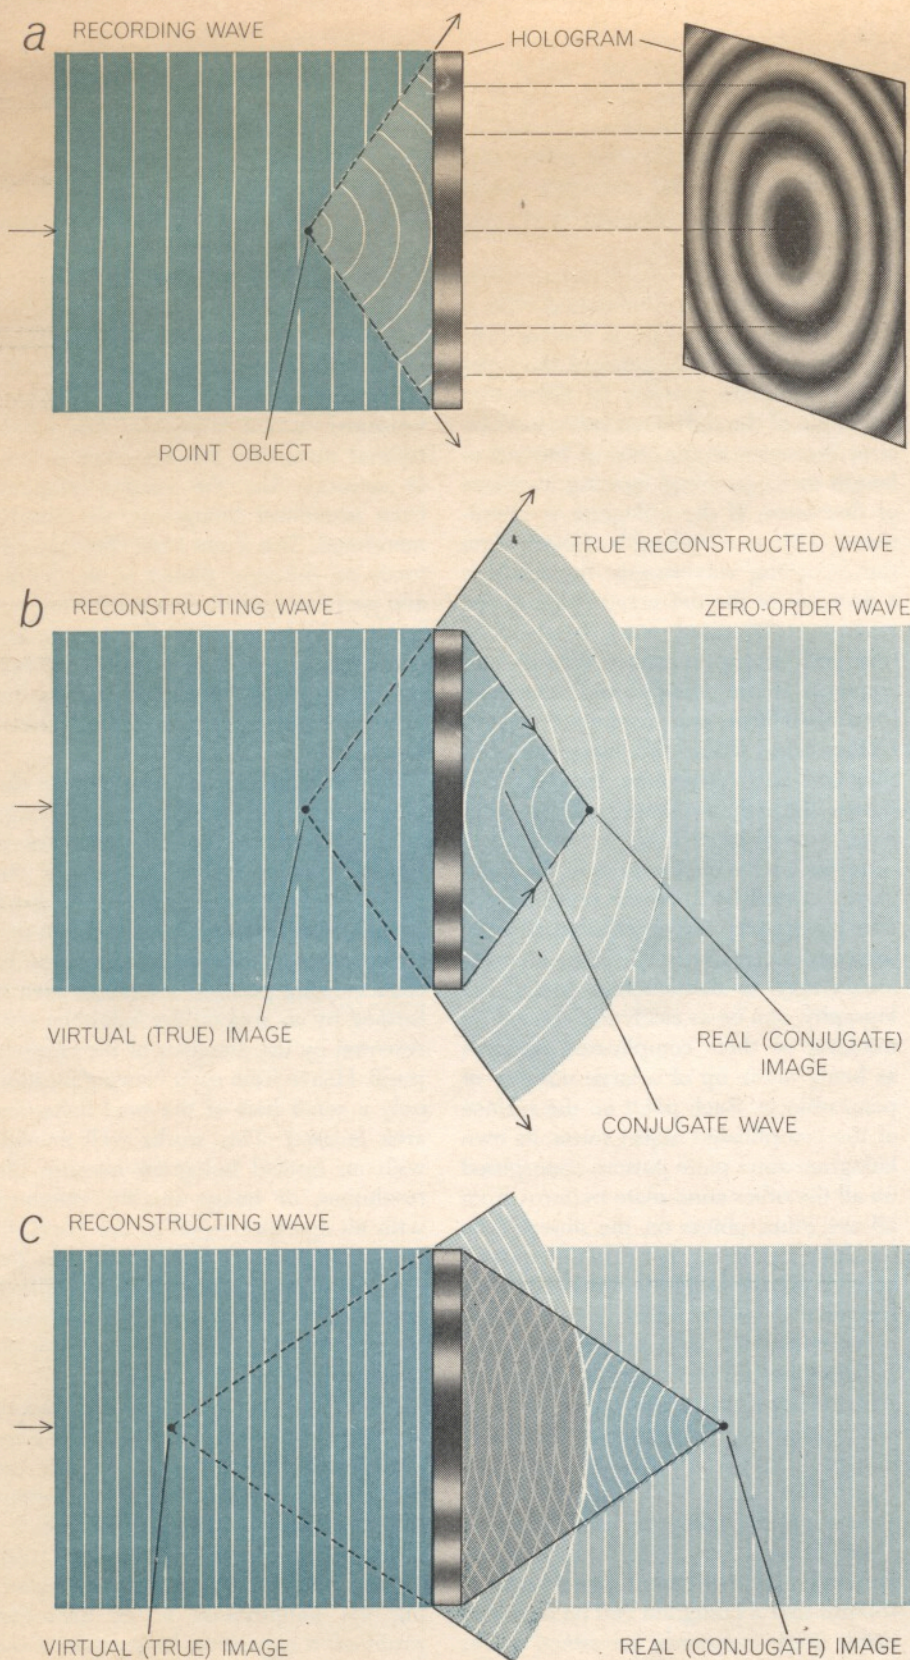 a RECORDING WAVE
HOLOGRAM
POINT OBJECT
TRUE RECONSTRUCTED WAVE
b RECONSTRUCTING WAVE
ZERO-ORDER WAVE
VIRTUAL (TRUE) IMAGE
REAL (CONJUGATE)
IMAGE
CONJUGATE WAVE
c RECONSTRUCTING WAVE
VIRTUAL (TRUE) IMAGE
REAL (CONJUGATE) IMAGE